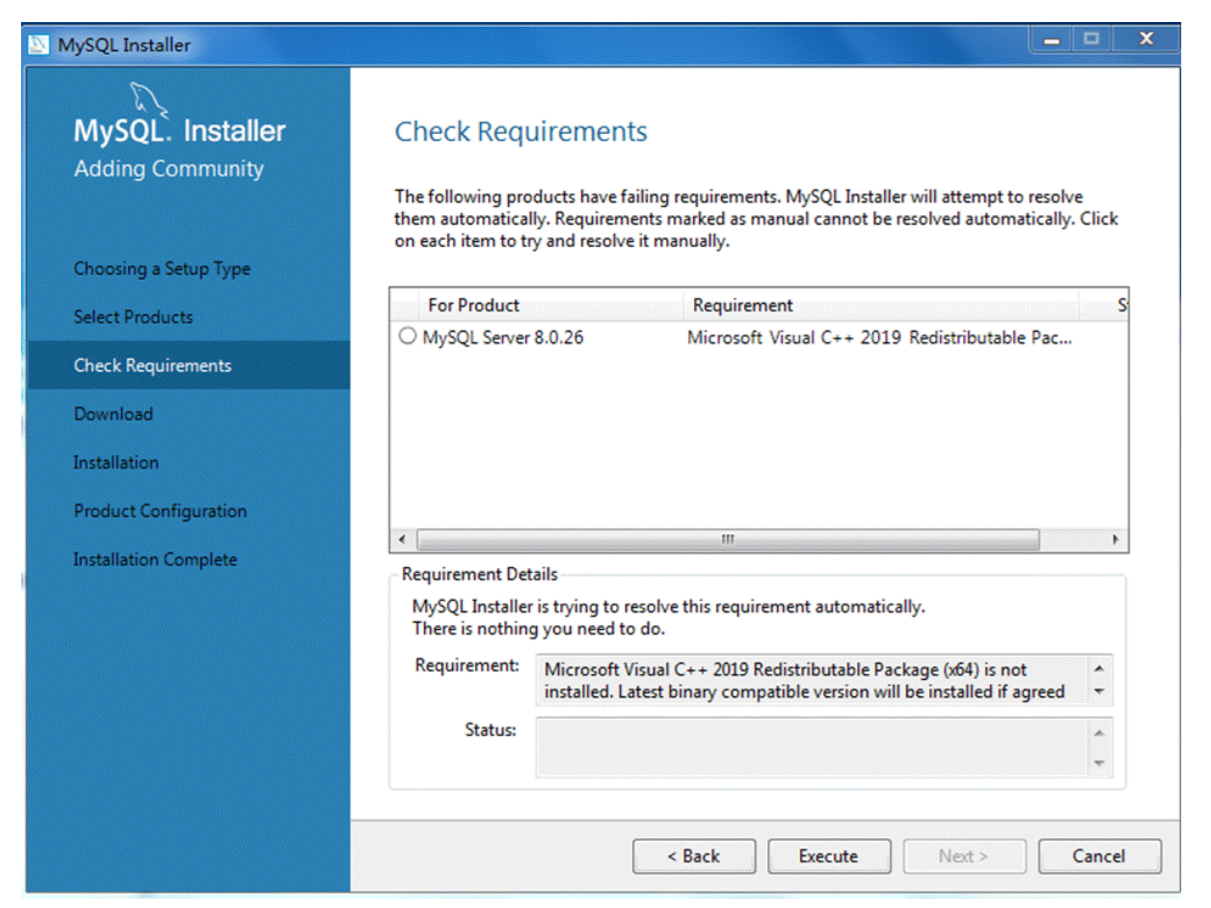 MySQL Installer
MySQL. Installer
Adding Community
Choosing a Setup Type
Select Products
Check Requirements
Download
Installation
Product Configuration
Installation Complete
Check Requirements
The following products have failing requirements. MySQL Installer will attempt to resolve
them automatically. Requirements marked as manual cannot be resolved automatically. Click
on each item to try and resolve it manually.
For Product Requirement S
MySQL Server 8.0.26 Microsoft Visual C++ 2019 Redistributable Pac...
Requirement Details
MySQL Installer is trying to resolve this requirement automatically.
There is nothing you need to do.
Requirement: Microsoft Visual C++ 2019 Redistributable Package (x64) is not
installed. Latest binary compatible version will be installed if agreed
Status:
< Back Execute Next > Cancel